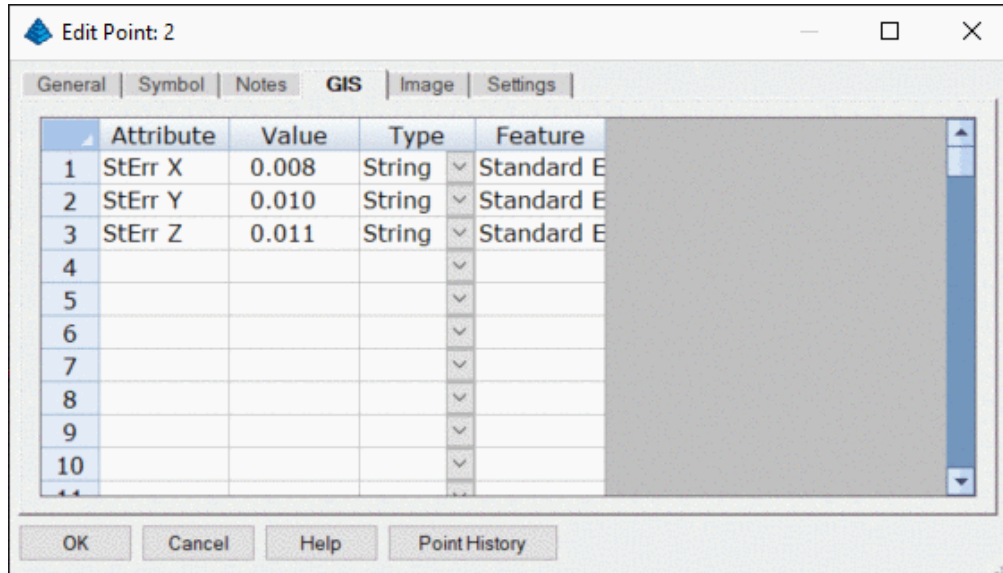 Edit Point: 2
General Symbol Notes GIS Image Settings
Attribute Value Type Feature
1 StErr X 0.008 String Standard E
2 StErr Y 0.010 String Standard E
3 StErr Z 0.011 String Standard E
4
5
6
7
8
9
10
OK Cancel Help Point History